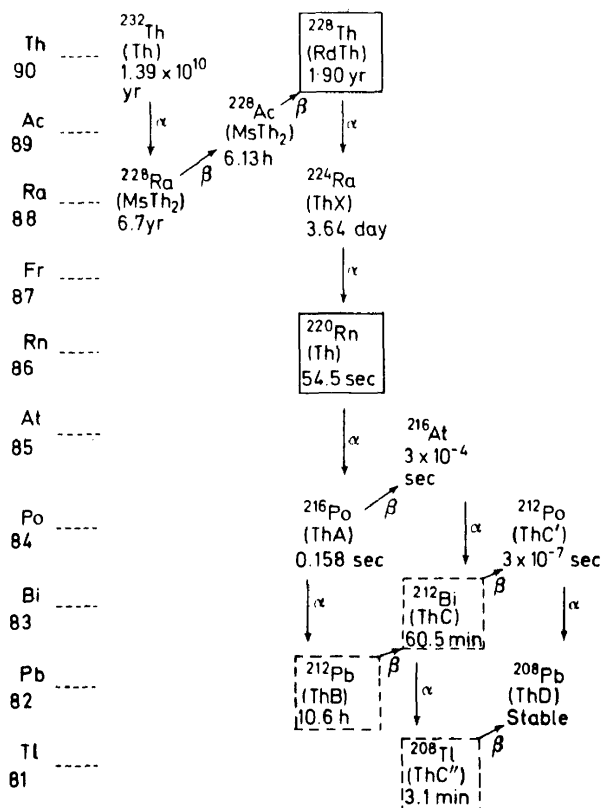 Th
90
²³²Th
(Th)
1.39 x 10¹⁰
yr
²²⁸Th
(RdTh)
1·90 yr
α
β
α
Ac
89
²²⁸Ac
(MsTh₂)
6.13 h
β
Ra
88
²²⁸Ra
(MsTh₂)
6.7 yr
²²⁴Ra
(ThX)
3.64 day
α
Fr
87
Rn
86
²²⁰Rn
(Th)
54.5 sec
α
At
85
²¹⁶At
3 x 10⁻⁴
sec
β
α
Po
84
²¹⁶Po
(ThA)
0.158 sec
²¹²Po
(ThC′)
3 x 10⁻⁷ sec
α
β
α
Bi
83
²¹²Bi
(ThC)
60.5 min
β
α
Pb
82
²¹²Pb
(ThB)
10.6 h
²⁰⁸Pb
(ThD)
Stable
β
Tl
81
²⁰⁸Tl
(ThC″)
3.1 min